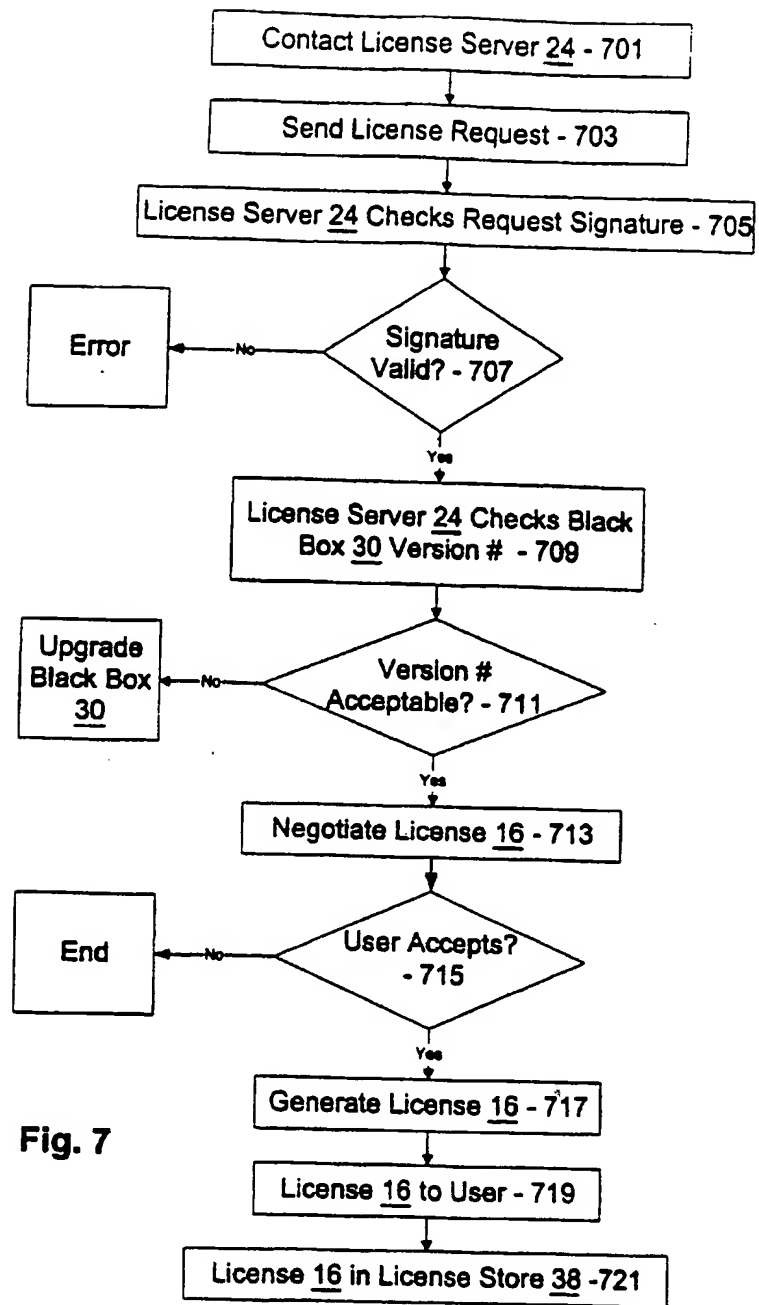 Contact License Server 24 - 701
Send License Request - 703
License Server 24 Checks Request Signature - 705
Error
No
Signature
Valid? - 707
Yes
License Server 24 Checks Black
Box 30 Version # - 709
Upgrade
Black Box
30
No
Version #
Acceptable? - 711
Yes
Negotiate License 16 - 713
End
No
User Accepts?
- 715
Yes
Generate License 16 - 717
Fig. 7
License 16 to User - 719
License 16 in License Store 38 -721